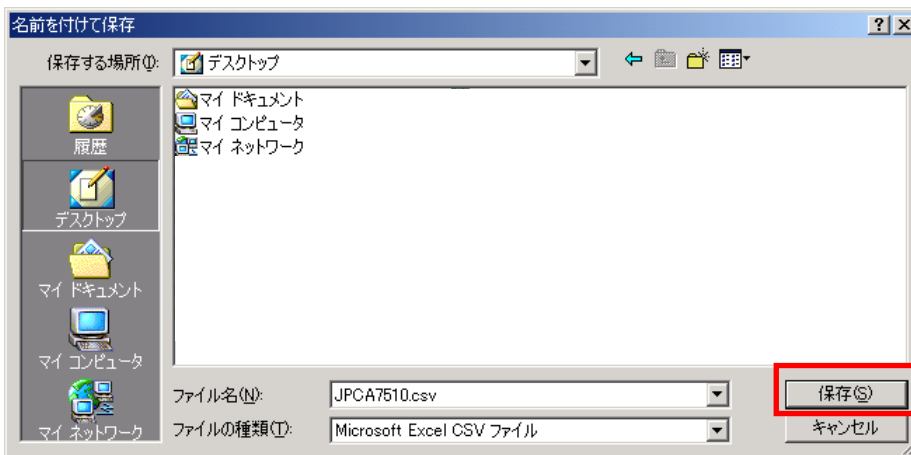 名前を付けて保存
保存する場所(I):
デスクトップ
履歴
デスクトップ
マイ ドキュメント
マイ コンピュータ
マイ ネットワーク
マイ ドキュメント
マイ コンピュータ
マイ ネットワーク
ファイル名(N):
JPCA7510.csv
保存(S)
ファイルの種類(T):
Microsoft Excel CSV ファイル
キャンセル